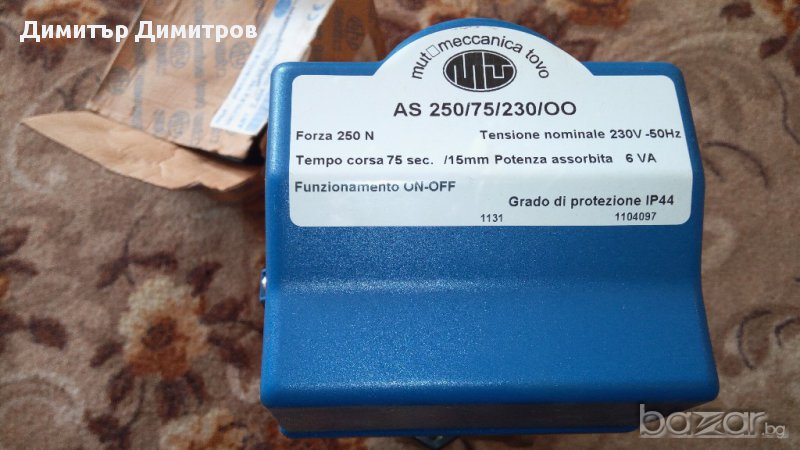 Димитър Димитров
mut meccanica tovo
MUT
AS 250/75/230/OO
Forza 250 N Tensione nominale 230V -50Hz
Tempo corsa 75 sec. /15mm Potenza assorbita 6 VA
Funzionamento ON-OFF
Grado di protezione IP44
1131 1104097
bazar.bg